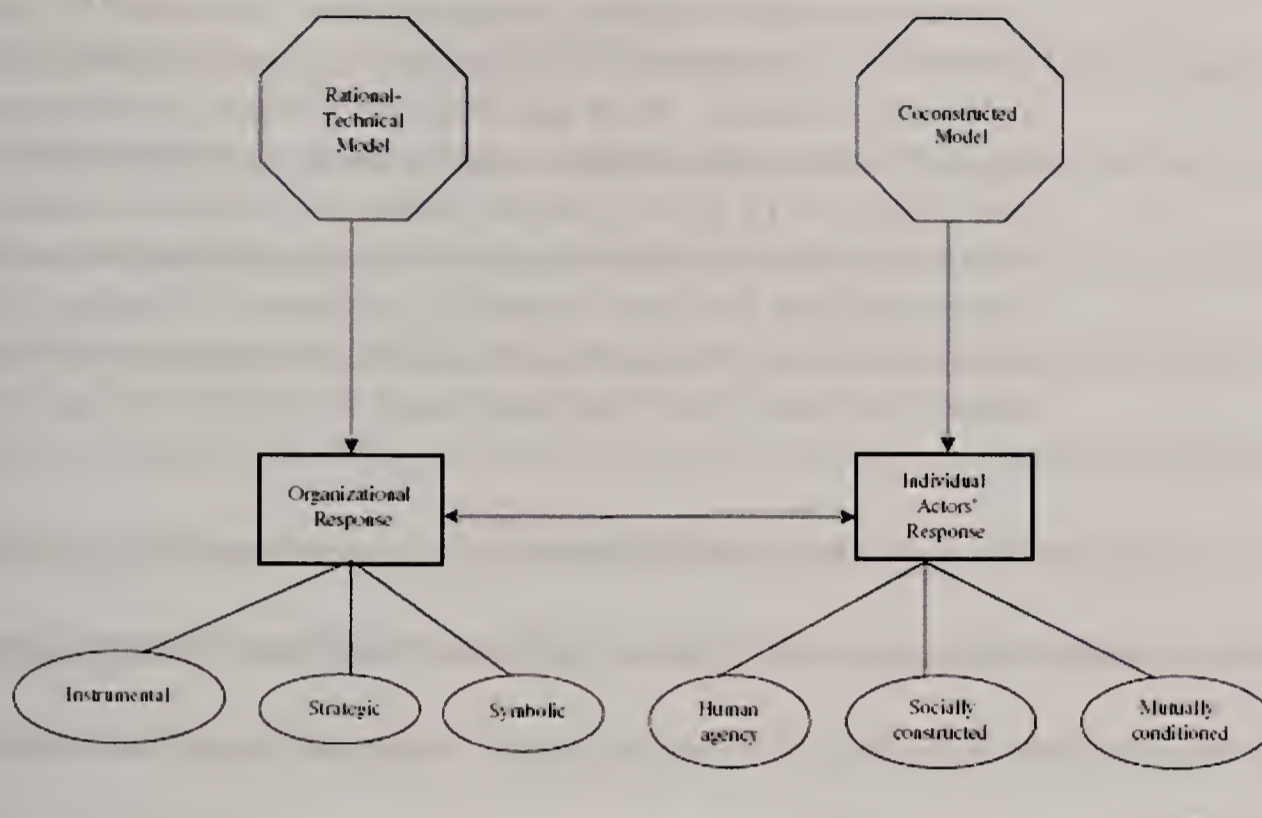 Rational-
Technical
Model
Coconstructed
Model
Organizational
Response
Individual
Actors'
Response
Instrumental
Strategic
Symbolic
Human
agency
Socially
constructed
Mutually
conditioned